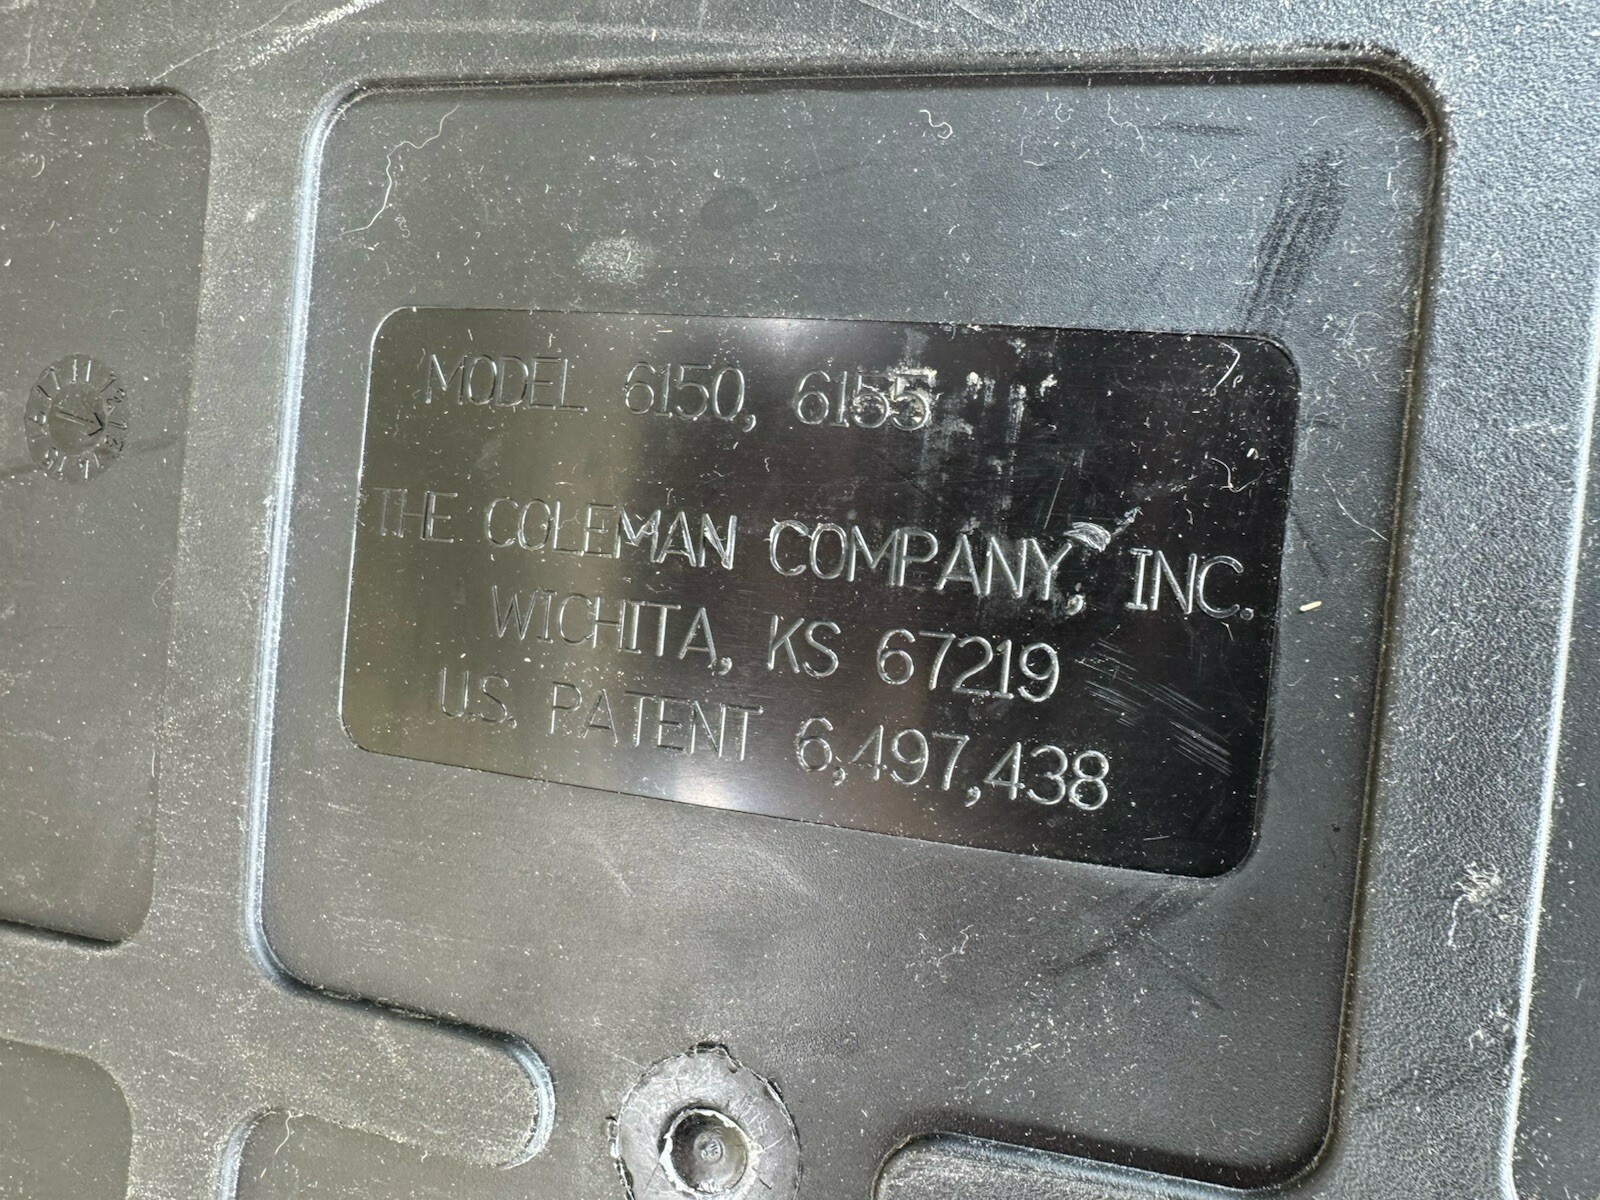 MODEL 6150, 6155
THE COLEMAN COMPANY, INC.
WICHITA, KS 67219
U.S. PATENT 6,497,438